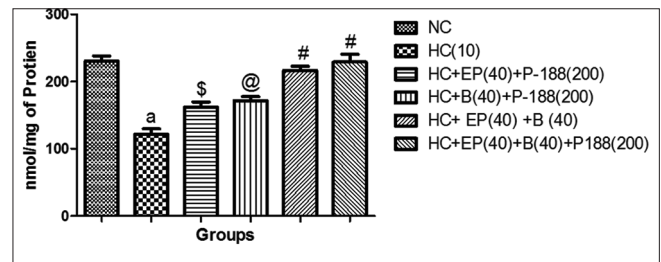 300
200
100
0
nmol/mg of Protien
a
$
@
#
#
Groups
NC
HC(10)
HC+EP(40)+P-188(200)
HC+B(40)+P-188(200)
HC+ EP(40) +B (40)
HC+EP(40)+B(40)+P188(200)